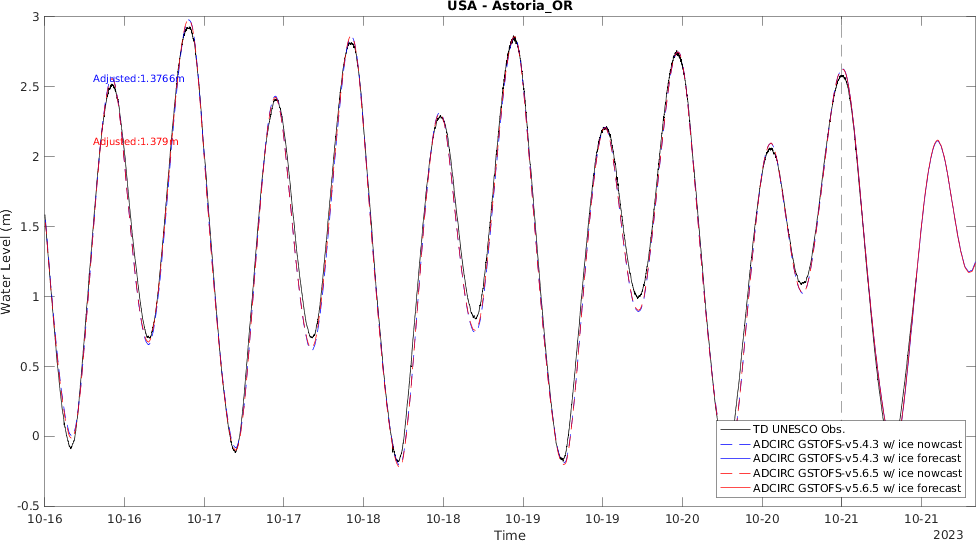 USA - Astoria_OR
3
2.5
2
1.5
1
0.5
0
-0.5
Water Level (m)
Adjusted:1.3766m
Adjusted:1.379m
TD UNESCO Obs.
ADCIRC GSTOFS-v5.4.3 w/ ice nowcast
ADCIRC GSTOFS-v5.4.3 w/ ice forecast
ADCIRC GSTOFS-v5.6.5 w/ ice nowcast
ADCIRC GSTOFS-v5.6.5 w/ ice forecast
10-16 10-16 10-17 10-17 10-18 10-18 10-19 10-19 10-20 10-20 10-21 10-21
Time
2023